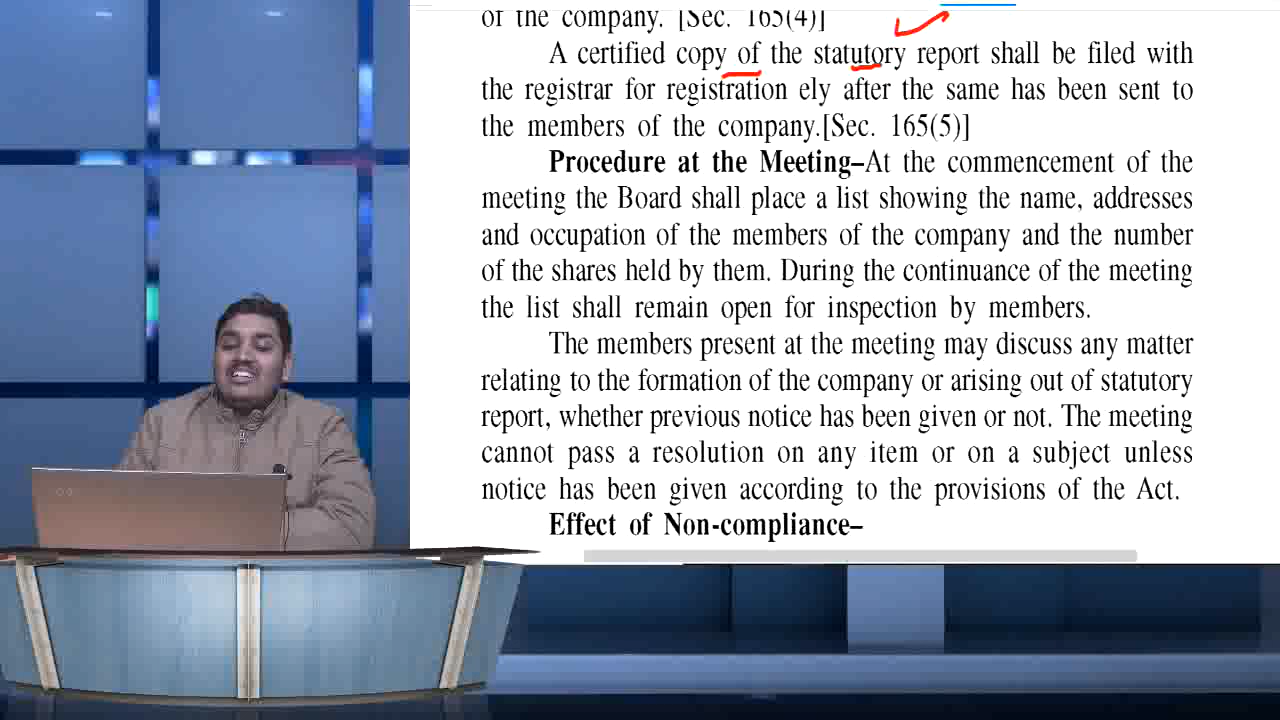 of the company. [Sec. 165(4)]
A certified copy of the statutory report shall be filed with
the registrar for registration ely after the same has been sent to
the members of the company.[Sec. 165(5)]
Procedure at the Meeting–At the commencement of the
meeting the Board shall place a list showing the name, addresses
and occupation of the members of the company and the number
of the shares held by them. During the continuance of the meeting
the list shall remain open for inspection by members.
The members present at the meeting may discuss any matter
relating to the formation of the company or arising out of statutory
report, whether previous notice has been given or not. The meeting
cannot pass a resolution on any item or on a subject unless
notice has been given according to the provisions of the Act.
Effect of Non-compliance–